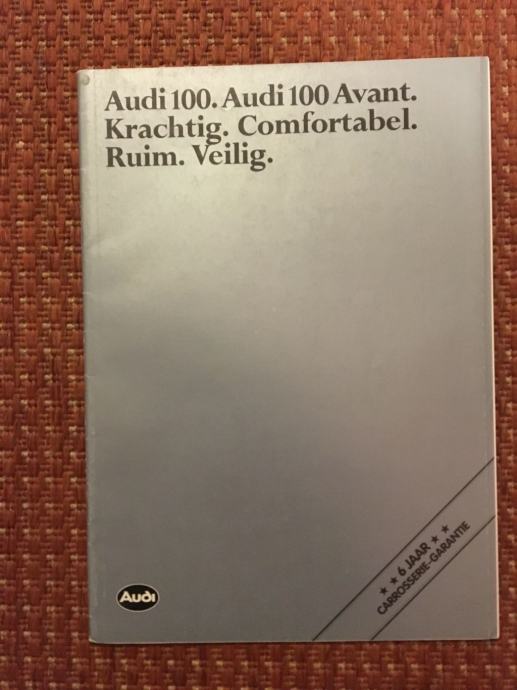 Audi 100. Audi 100 Avant.
Krachtig. Comfortabel.
Ruim. Veilig.
★ ★ 6 JAAR ★ ★
CARROSSERIE-GARANTIE
Audi